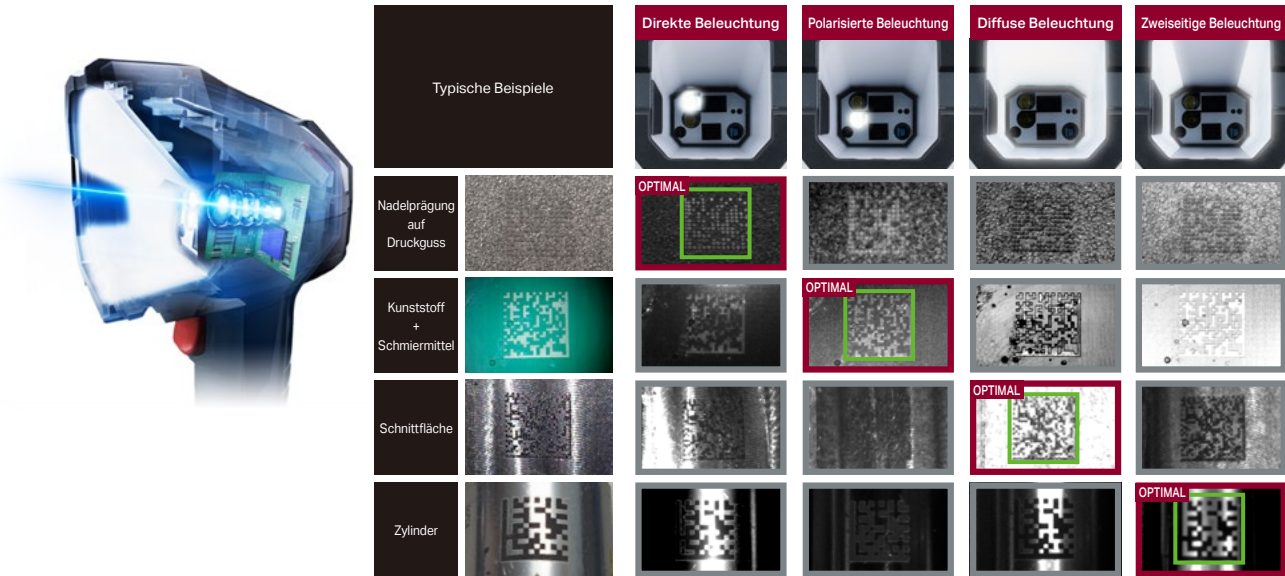 Typische Beispiele
Direkte Beleuchtung
Polarisierte Beleuchtung
Diffuse Beleuchtung
Zweiseitige Beleuchtung
Nadelprägung
auf
Druckguss
OPTIMAL
Kunststoff
+
Schmiermittel
OPTIMAL
Schnittfläche
OPTIMAL
Zylinder
OPTIMAL